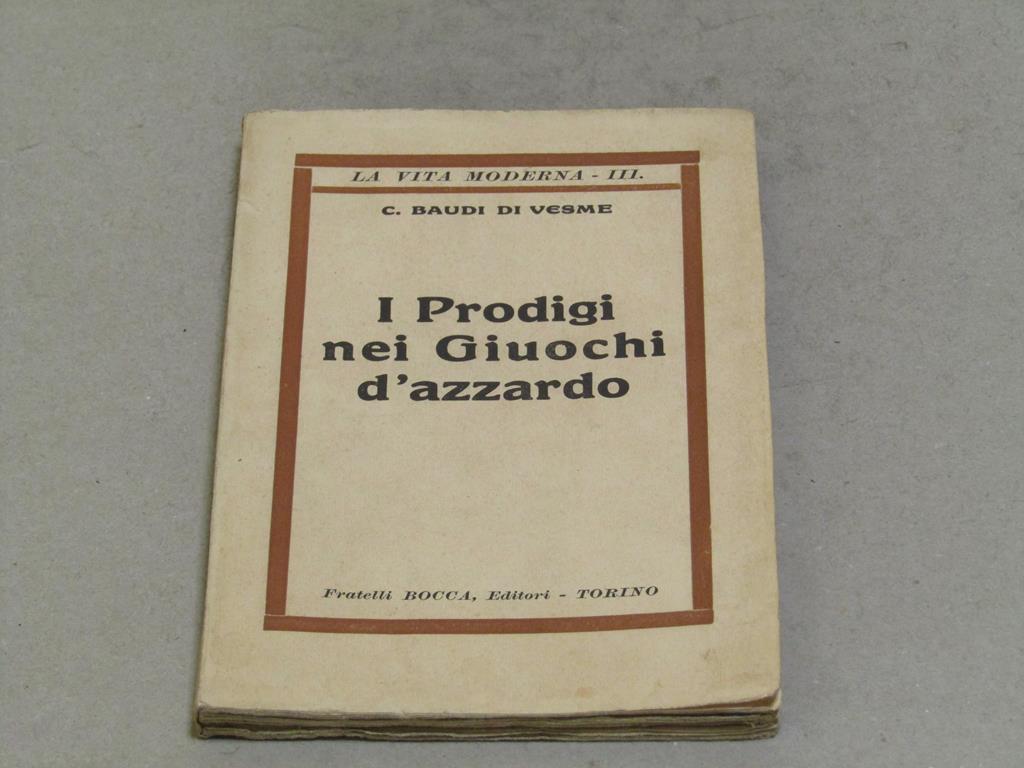 LA VITA MODERNA - III.
C. BAUDI DI VESME
I Prodigi
nei Giuochi
d'azzardo
Fratelli BOCCA, Editori - TORINO